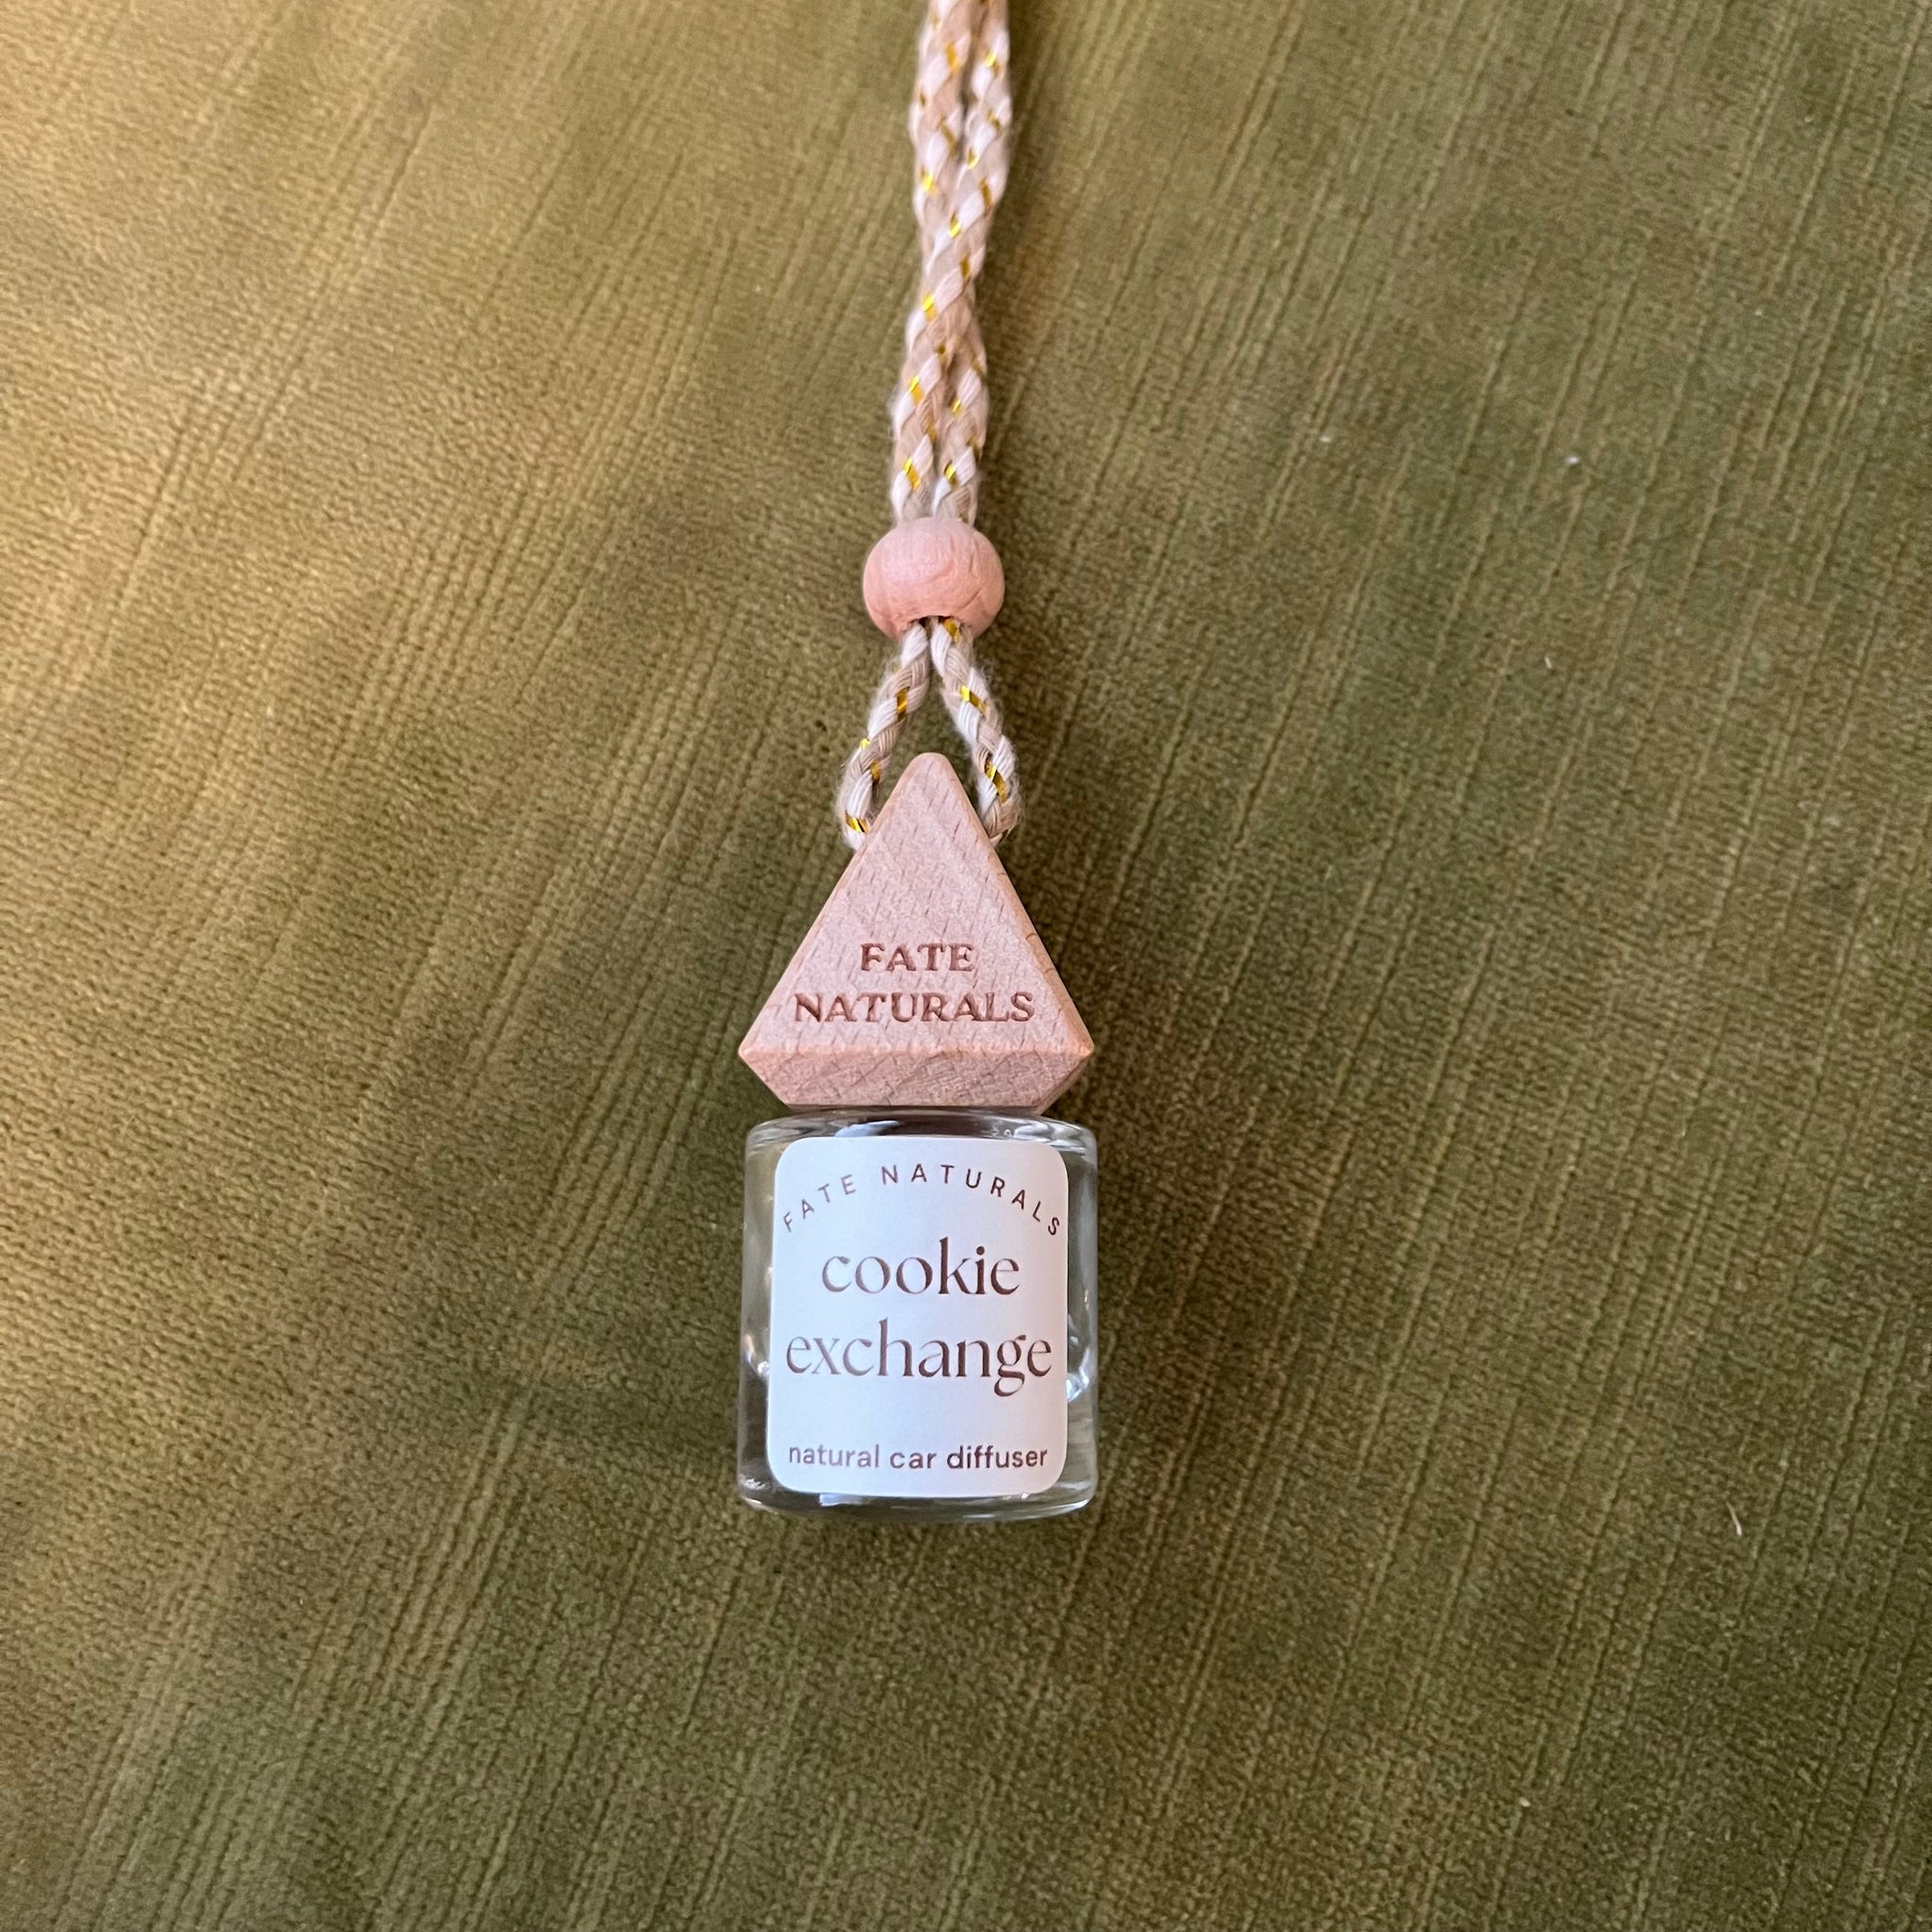 FATE
NATURALS
FATE NATURALS
cookie
exchange
natural car diffuser